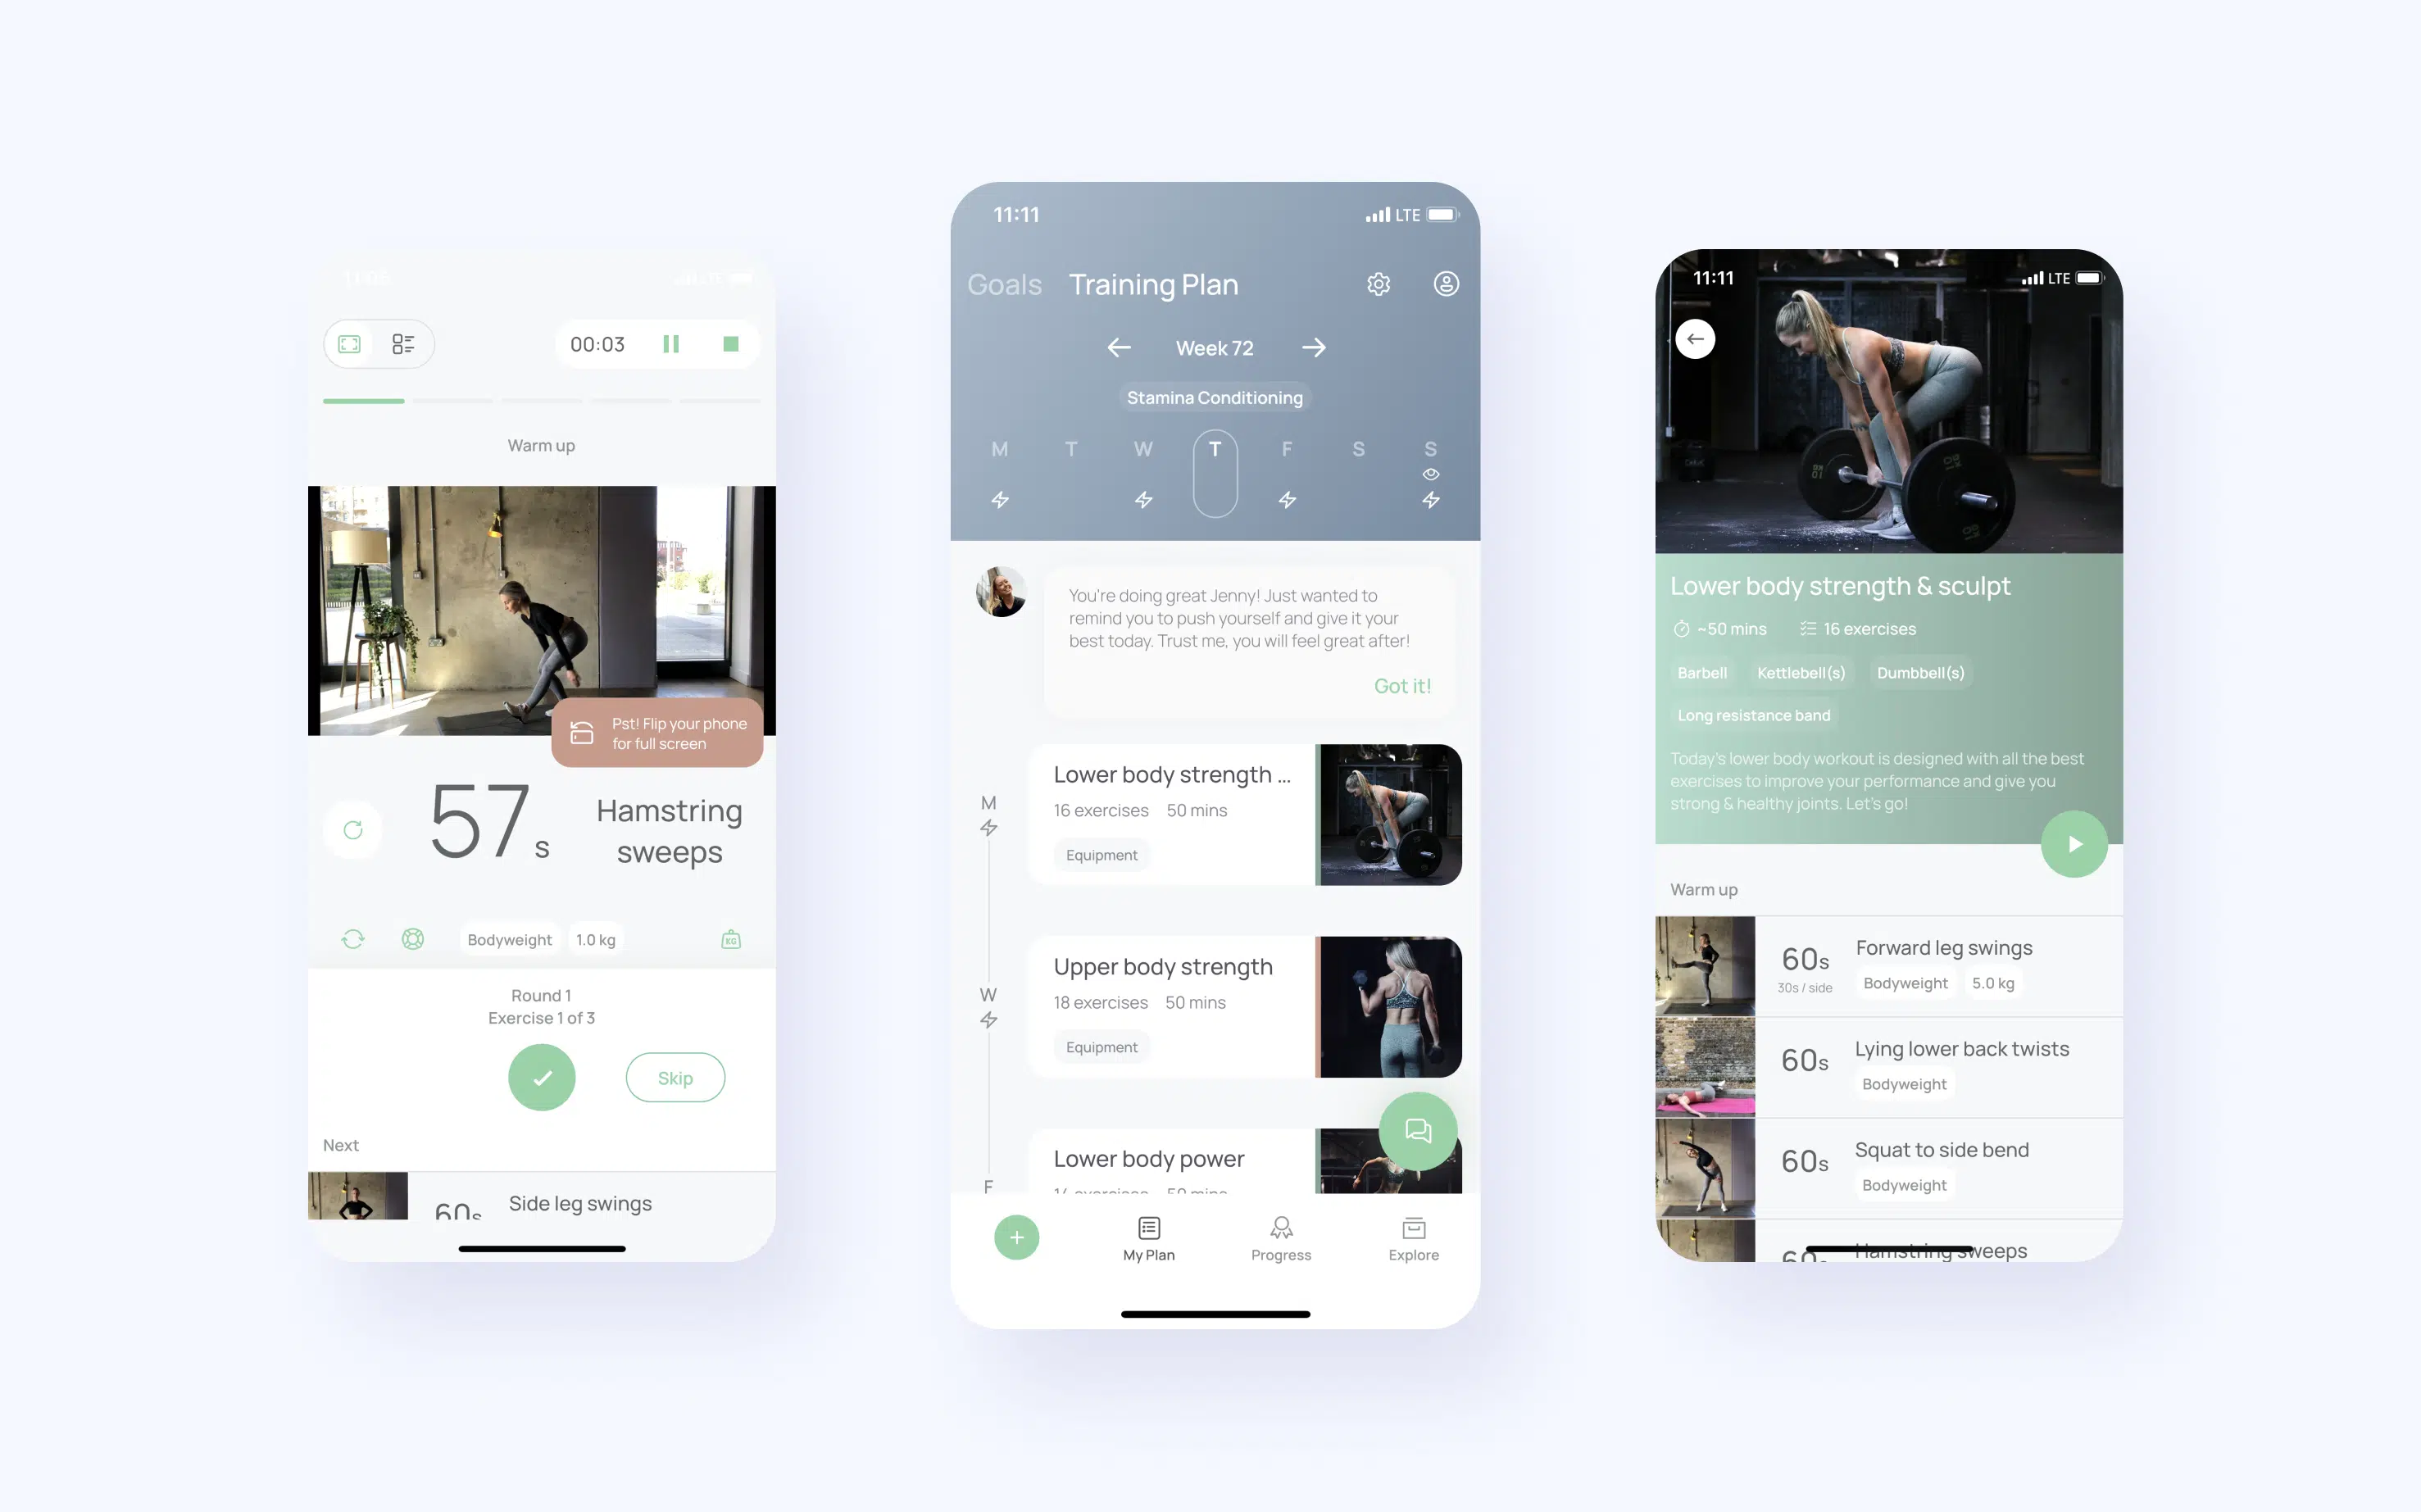 00:03
Warm up
Pst! Flip your phone
for full screen
57 s
Hamstring
sweeps
Bodyweight 1.0 kg
KG
Round 1
Exercise 1 of 3
Skip
Next
60s
Side leg swings
11:11
LTE
Goals Training Plan
Week 72
Stamina Conditioning
M T W T F S S
You're doing great Jenny! Just wanted to
remind you to push yourself and give it your
best today. Trust me, you will feel great after!
Got it!
M
Lower body strength ...
16 exercises 50 mins
Equipment
W
Upper body strength
18 exercises 50 mins
Equipment
F
Lower body power
14 exercises 50 mins
My Plan Progress Explore
11:11
LTE
Lower body strength & sculpt
~50 mins 16 exercises
Barbell Kettlebell(s) Dumbbell(s)
Long resistance band
Today's lower body workout is designed with all the best
exercises to improve your performance and give you
strong & healthy joints. Let's go!
Warm up
60s
30s / side
Forward leg swings
Bodyweight 5.0 kg
60s
Lying lower back twists
Bodyweight
60s
Squat to side bend
Bodyweight
60s
Hamstring sweeps